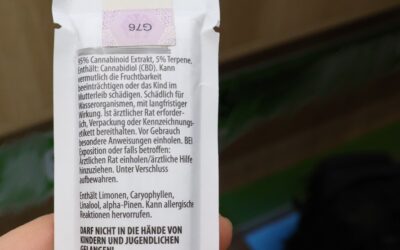 G76
95% Cannabinoid Extrakt, 5% Terpene.
Enthält: Cannabidiol (CBD). Kann
vermutlich die Fruchtbarkeit
beeinträchtigen oder das Kind im
Mutterleib schädigen. Schädlich für
Wasserorganismen, mit langfristiger
Wirkung. Ist ärztlicher Rat erforder-
lich, Verpackung oder Kennzeichnungs-
etikett bereithalten. Vor Gebrauch
besondere Anweisungen einholen. BEI
Exposition oder falls betroffen:
Ärztlichen Rat einholen/ärztliche Hilfe
hinzuziehen. Unter Verschluss
aufbewahren.
Enthält Limonen, Caryophyllen,
Linalool, alpha-Pinen. Kann allergische
Reaktionen hervorrufen.
DARF NICHT IN DIE HÄNDE VON
KINDERN UND JUGENDLICHEN
GELANGEN!